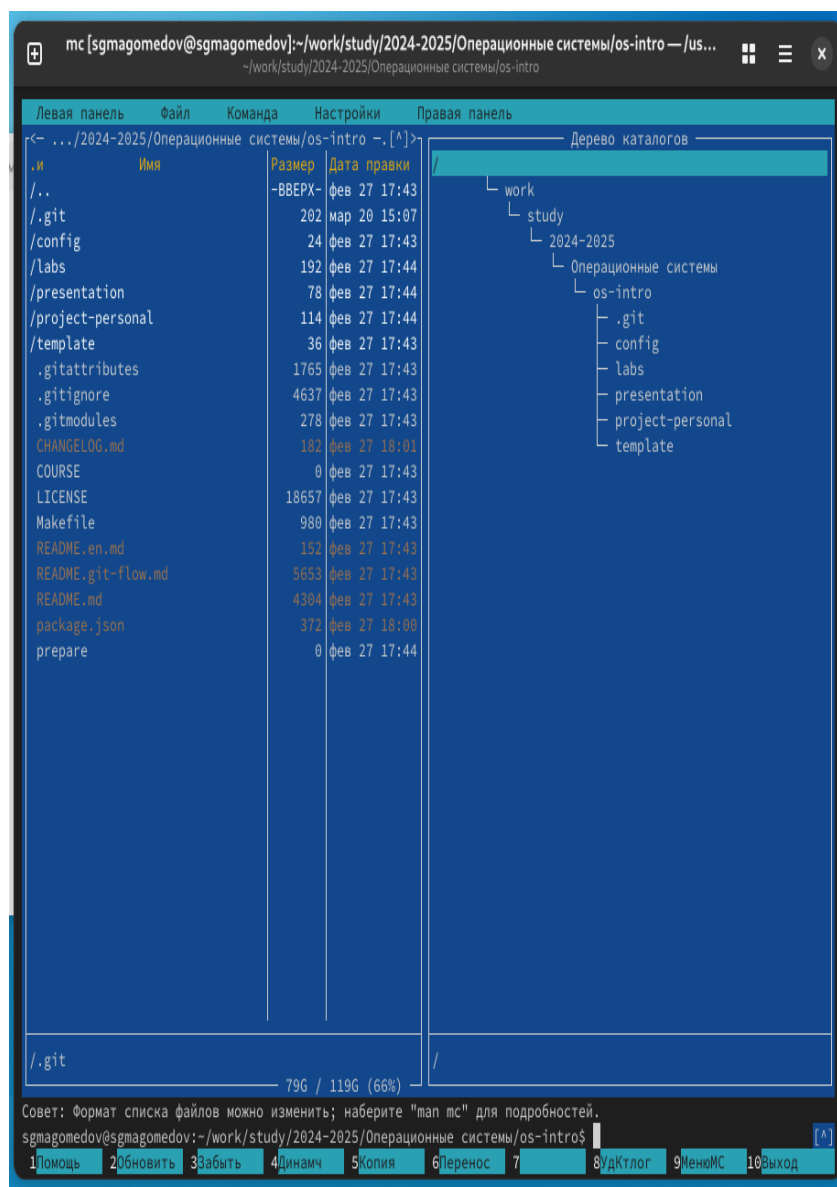 mc [sgmagomedov@sgmagomedov]:~/work/study/2024-2025/Операционные системы/os-intro — /us...
~/work/study/2024-2025/Операционные системы/os-intro
Левая панель Файл Команда Настройки Правая панель
<— .../2024-2025/Операционные системы/os-intro —.[^]> Дерево каталогов
.и Имя Размер Дата правки /
/.. -ВВЕРХ- фев 27 17:43 work
/.git 202 мар 20 15:07 study
/config 24 фев 27 17:43 2024-2025
/labs 192 фев 27 17:44 Операционные системы
/presentation 78 фев 27 17:44 os-intro
/project-personal 114 фев 27 17:44 .git
/template 36 фев 27 17:43 config
.gitattributes 1765 фев 27 17:43 labs
.gitignore 4637 фев 27 17:43 presentation
.gitmodules 278 фев 27 17:43 project-personal
CHANGELOG.md 182 фев 27 18:01 template
COURSE 0 фев 27 17:43
LICENSE 18657 фев 27 17:43
Makefile 980 фев 27 17:43
README.en.md 152 фев 27 17:43
README.git-flow.md 5653 фев 27 17:43
README.md 4304 фев 27 17:43
package.json 372 фев 27 18:00
prepare 0 фев 27 17:44
/.git /
79G / 119G (66%)
Совет: Формат списка файлов можно изменить; наберите "man mc" для подробностей.
sgmagomedov@sgmagomedov:~/work/study/2024-2025/Операционные системы/os-intro$ [^]
1Помощь 2Обновить 3Забыть 4Динамч 5Копия 6Перенос 7 8УдКтлог 9МенюМС 10Выход